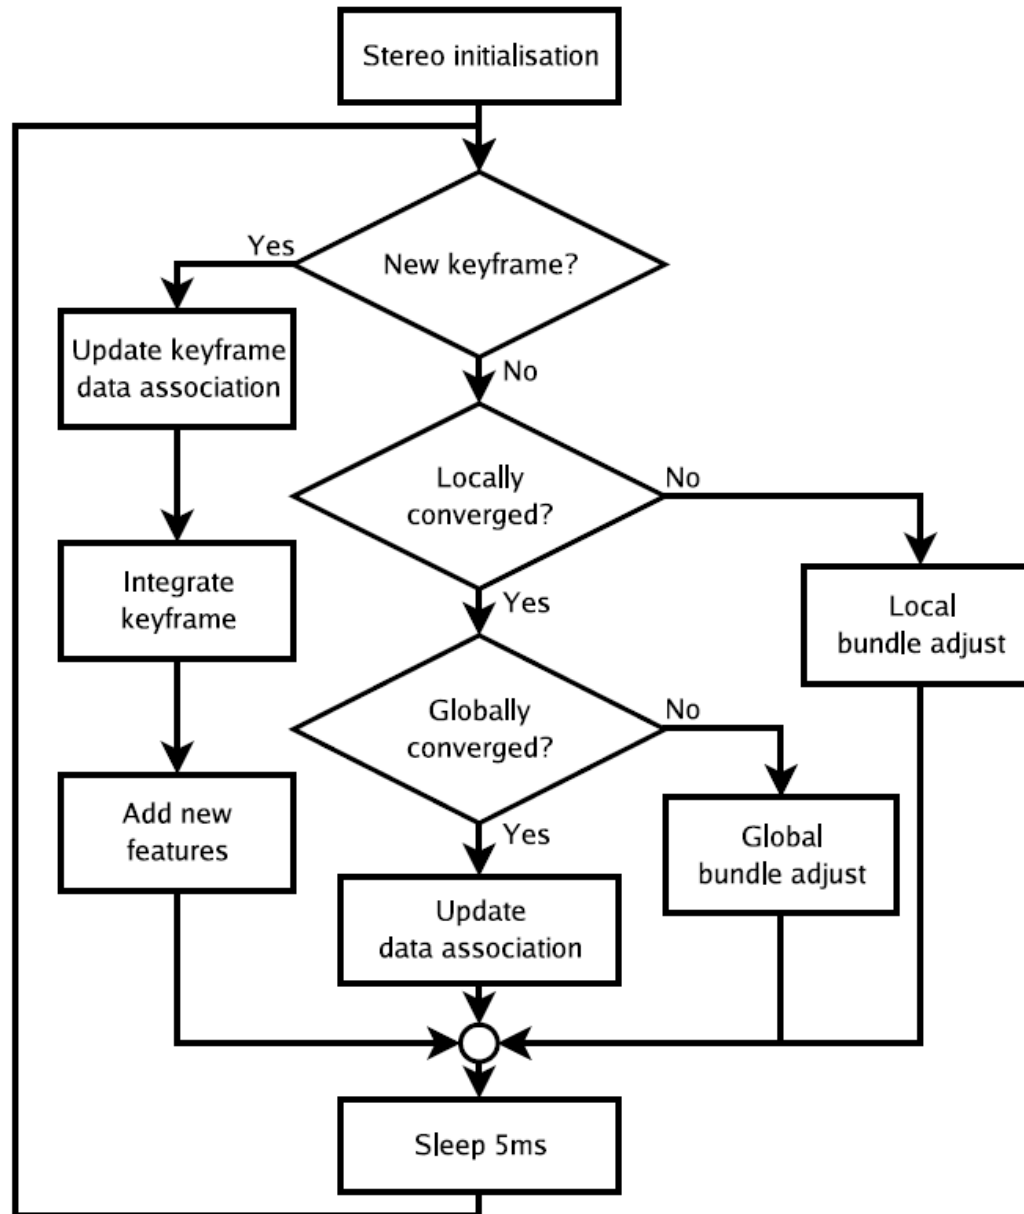 Stereo initialisation
New keyframe?
Yes
No
Update keyframe
data association
Locally
converged?
No
Yes
Integrate
keyframe
Local
bundle adjust
Globally
converged?
No
Yes
Add new
features
Global
bundle adjust
Update
data association
Sleep 5ms